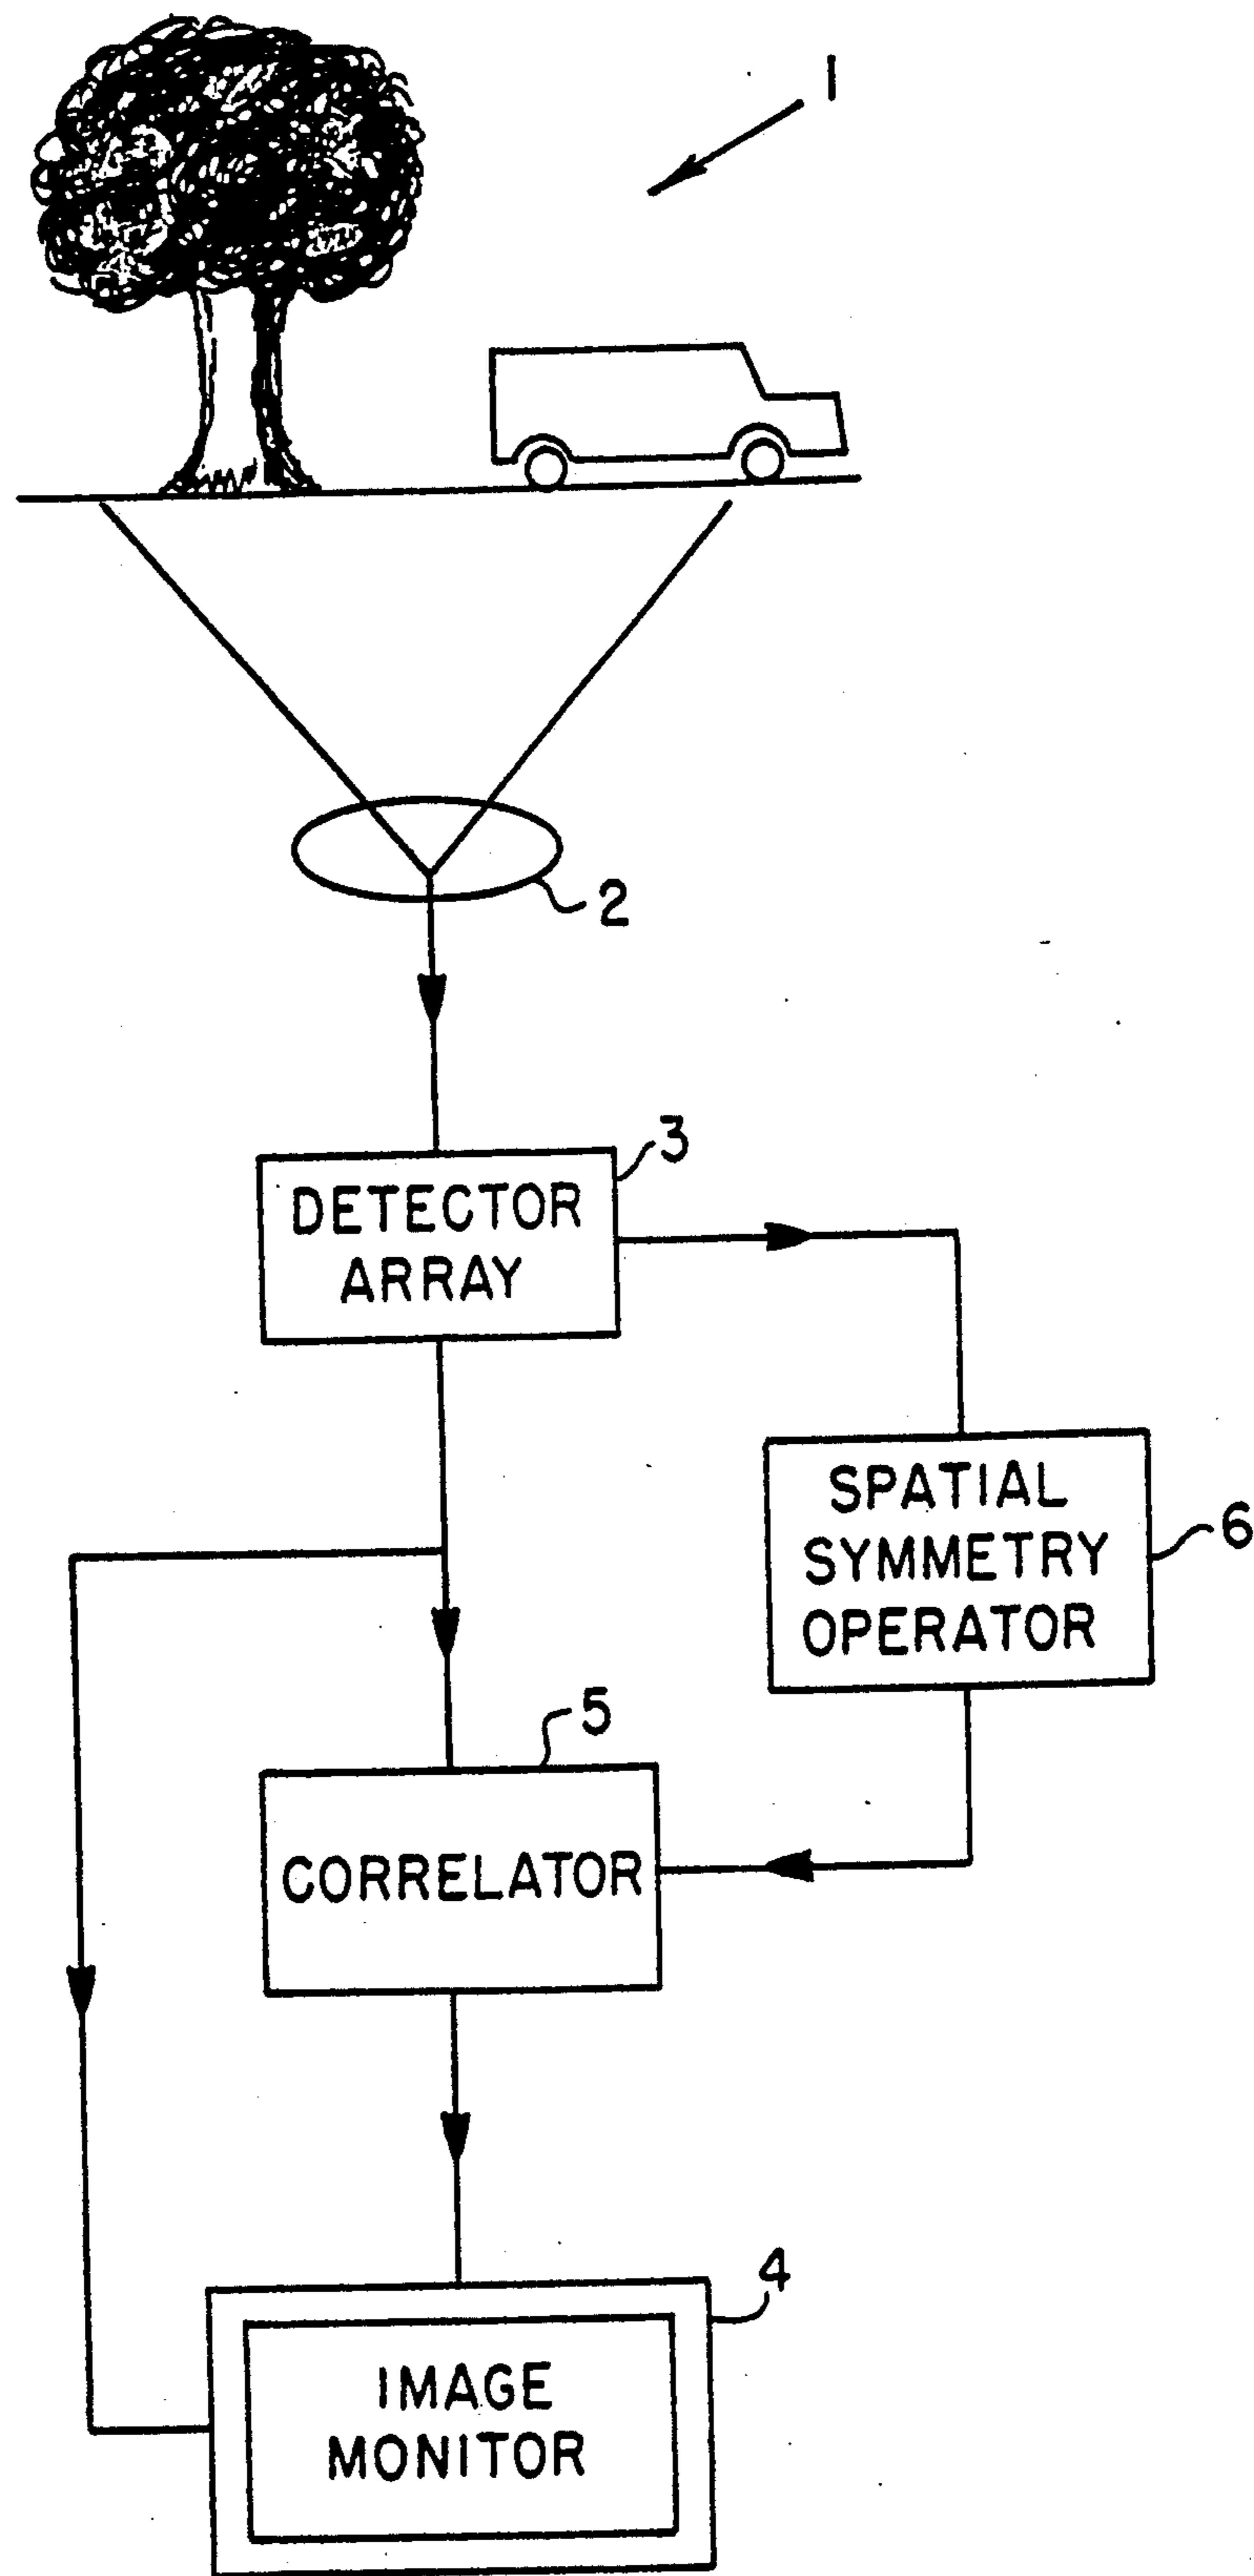 1
2
3
DETECTOR
ARRAY
SPATIAL
SYMMETRY
OPERATOR
6
5
CORRELATOR
4
IMAGE
MONITOR